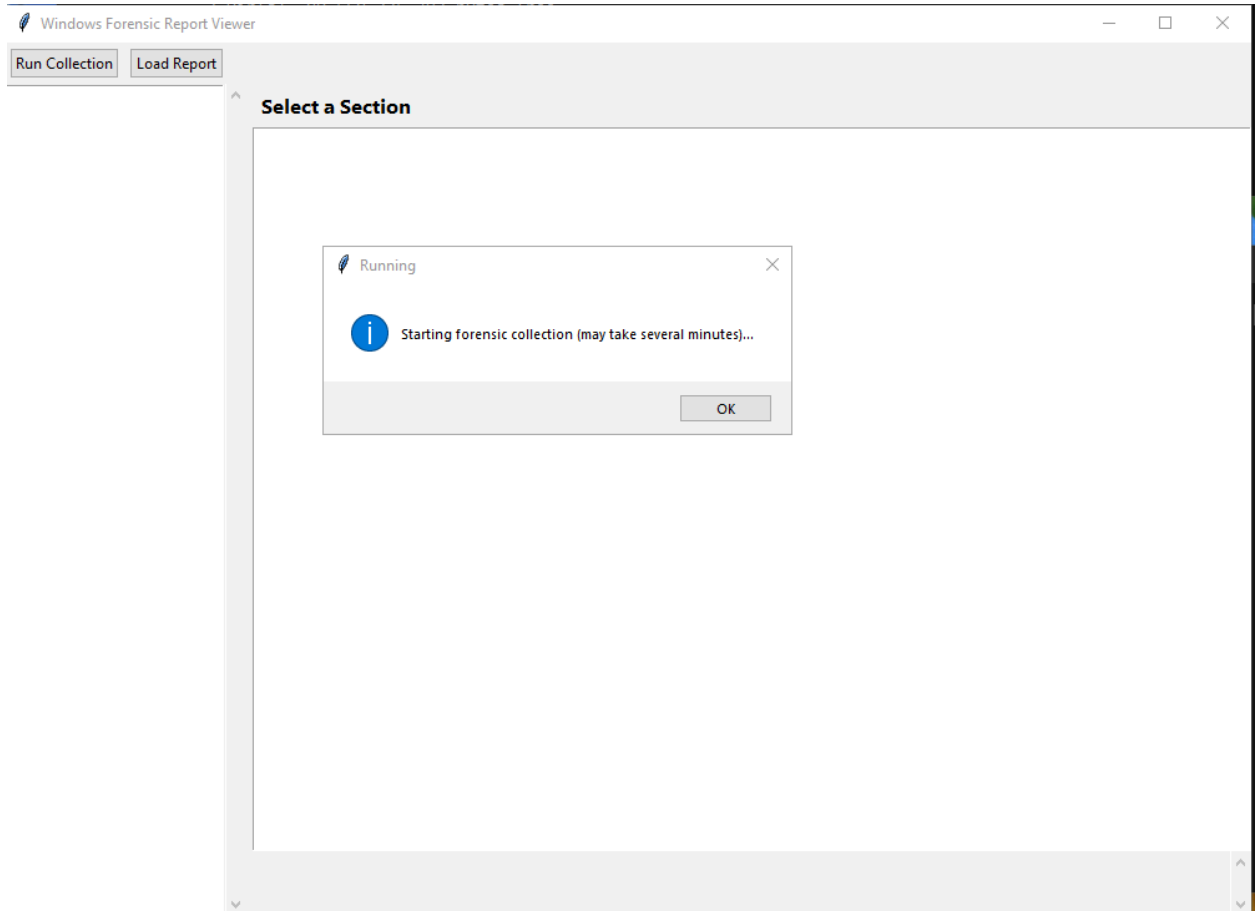 Windows Forensic Report Viewer
Run Collection Load Report
Select a Section
Running
Starting forensic collection (may take several minutes)...
OK